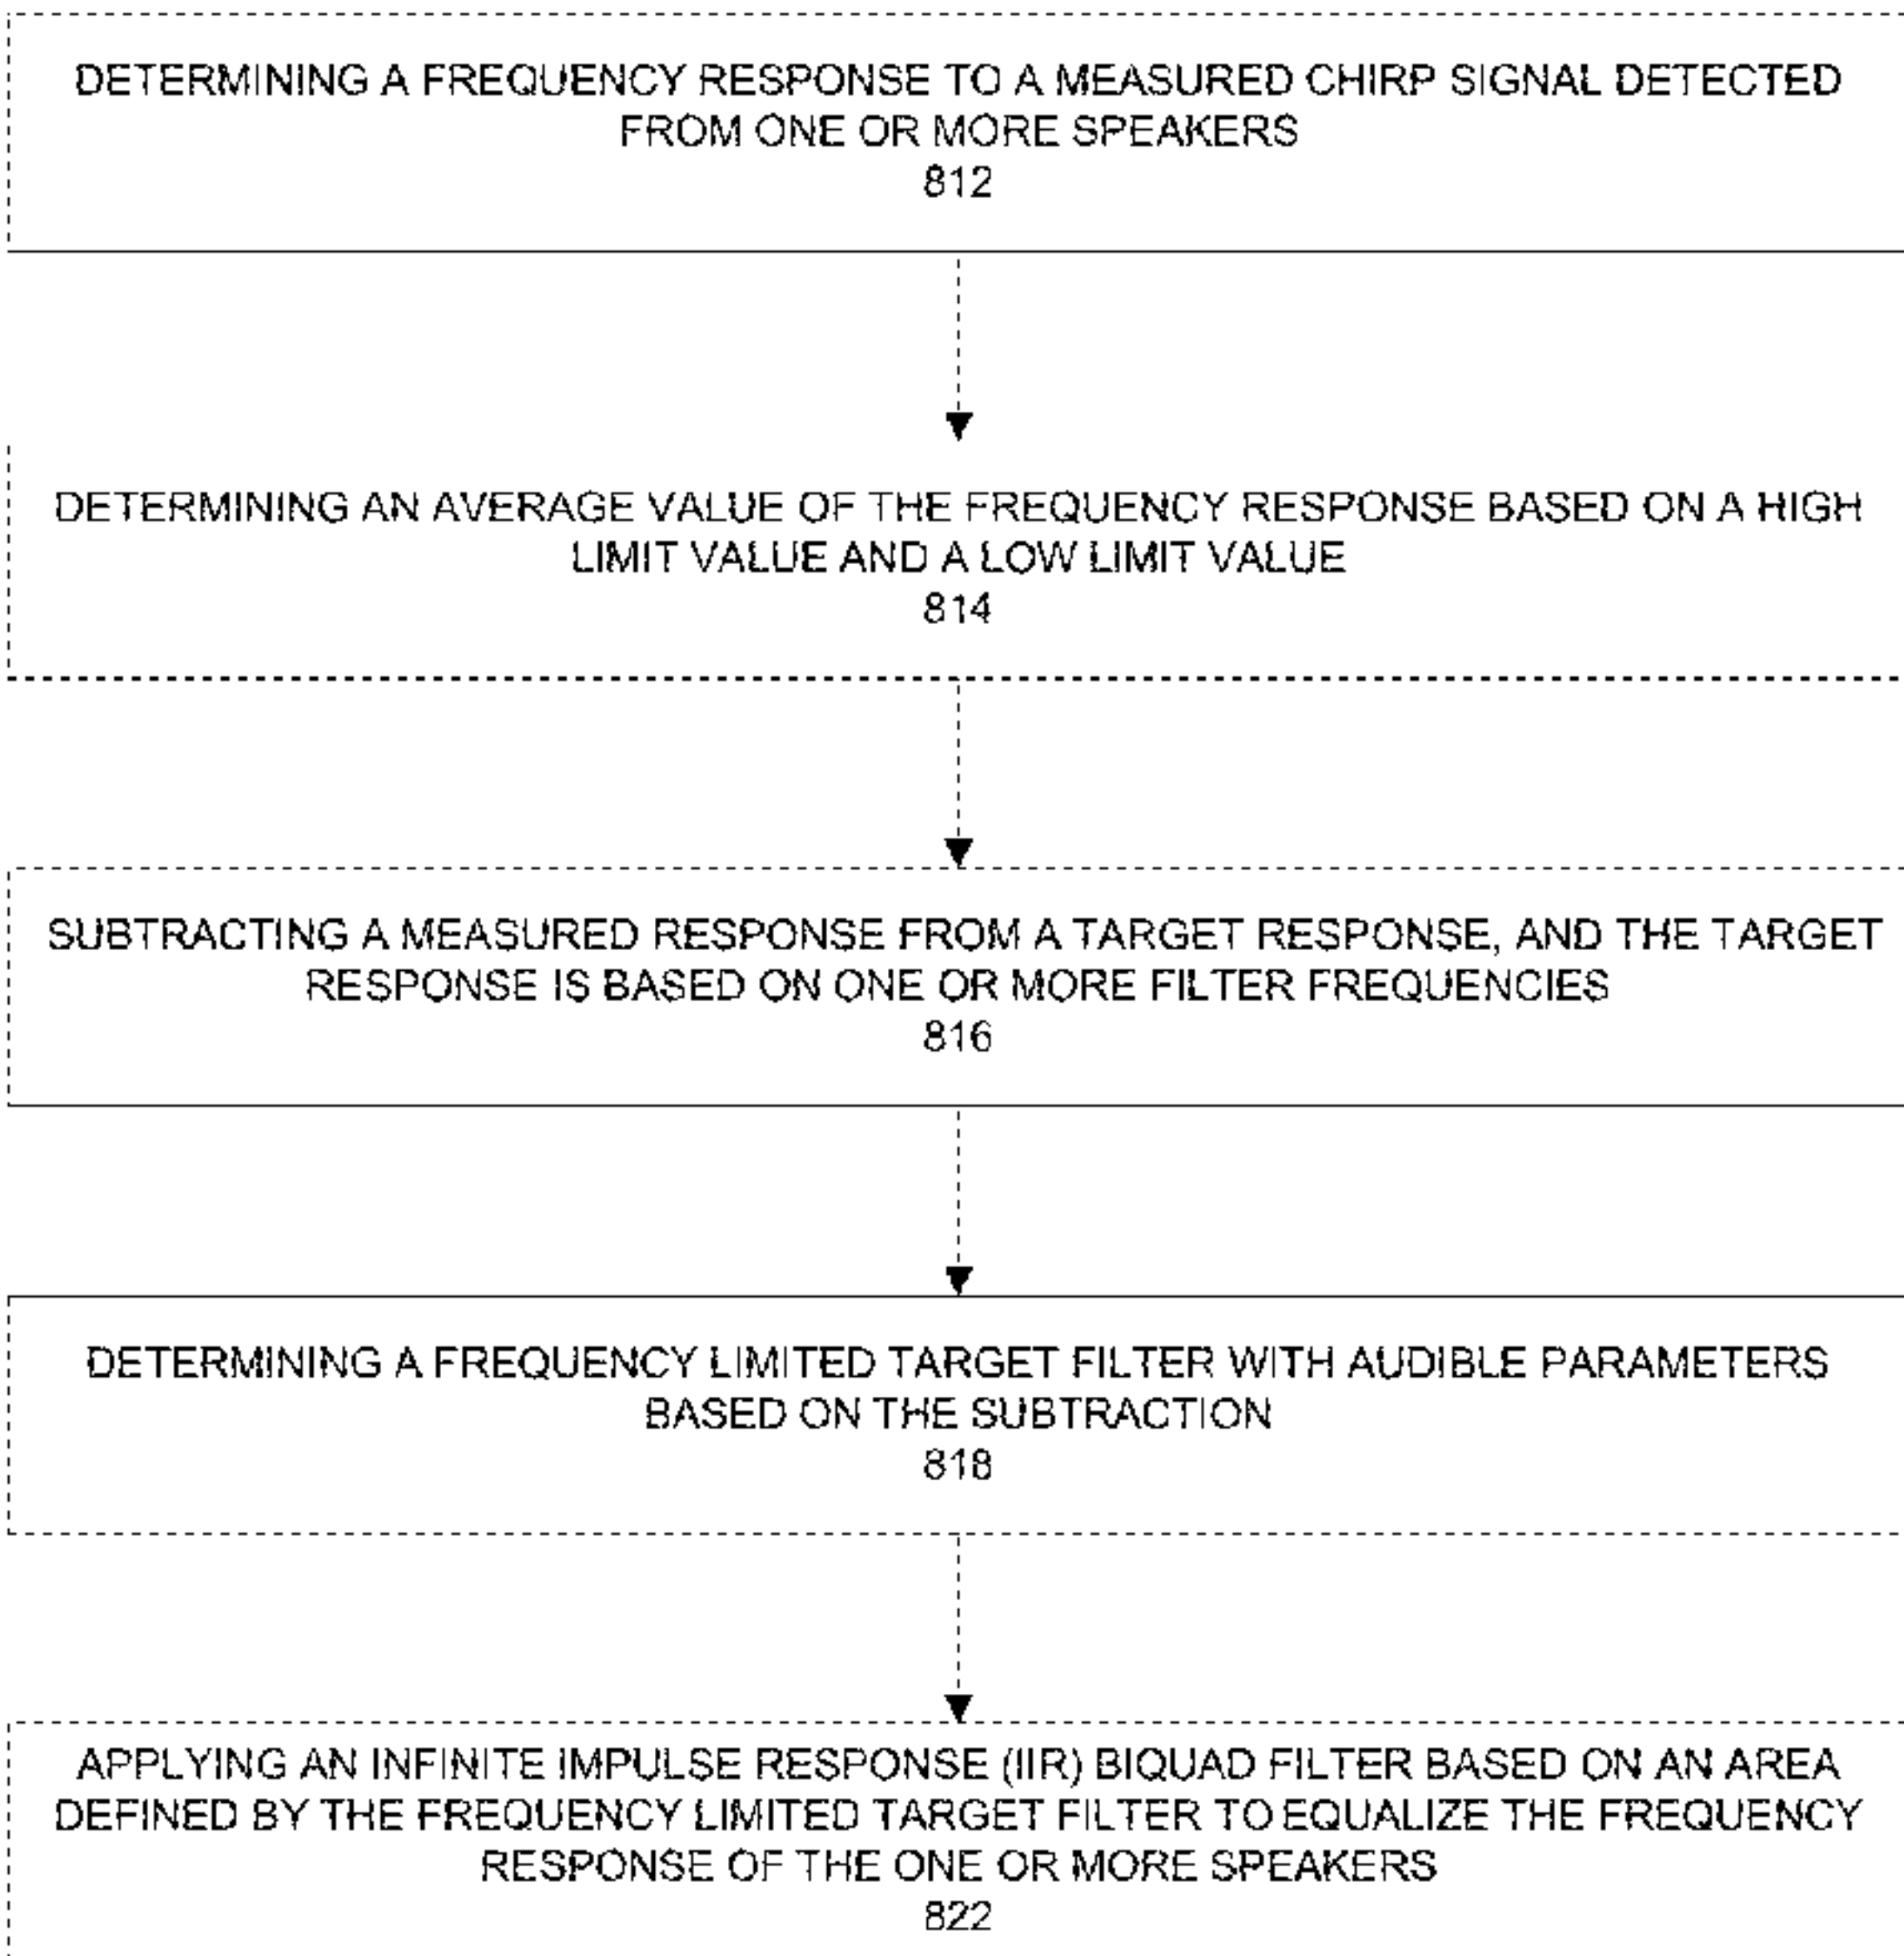 DETERMINING A FREQUENCY RESPONSE TO A MEASURED CHIRP SIGNAL DETECTED
FROM ONE OR MORE SPEAKERS
812
DETERMINING AN AVERAGE VALUE OF THE FREQUENCY RESPONSE BASED ON A HIGH
LIMIT VALUE AND A LOW LIMIT VALUE
814
SUBTRACTING A MEASURED RESPONSE FROM A TARGET RESPONSE, AND THE TARGET
RESPONSE IS BASED ON ONE OR MORE FILTER FREQUENCIES
816
DETERMINING A FREQUENCY LIMITED TARGET FILTER WITH AUDIBLE PARAMETERS
BASED ON THE SUBTRACTION
818
APPLYING AN INFINITE IMPULSE RESPONSE (IIR) BIQUAD FILTER BASED ON AN AREA
DEFINED BY THE FREQUENCY LIMITED TARGET FILTER TO EQUALIZE THE FREQUENCY
RESPONSE OF THE ONE OR MORE SPEAKERS
822